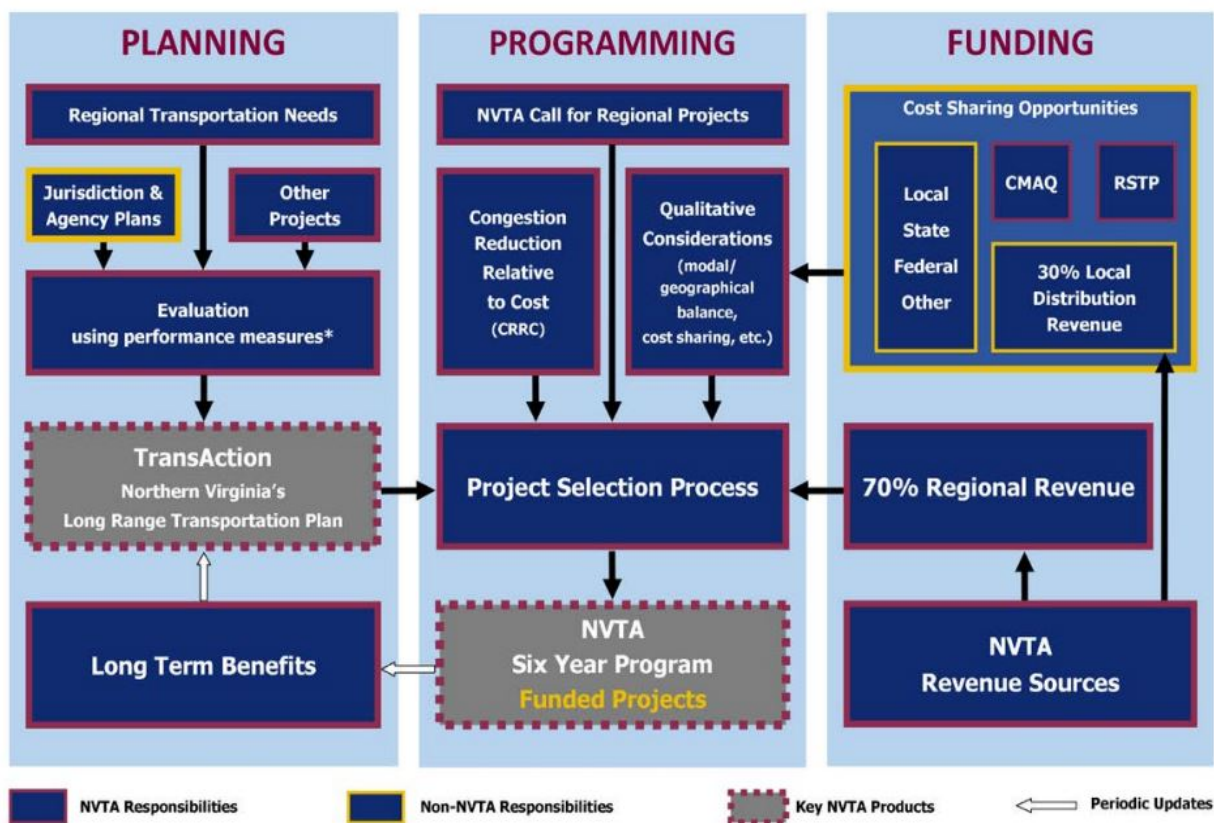 PLANNING
Regional Transportation Needs
Jurisdiction &
Agency Plans
Other
Projects
Evaluation
using performance measures*
TransAction
Northern Virginia's
Long Range Transportation Plan
Long Term Benefits
PROGRAMMING
NVTA Call for Regional Projects
Congestion
Reduction
Relative
to Cost
(CRRC)
Qualitative
Considerations
(modal/
geographical
balance,
cost sharing, etc.)
Project Selection Process
NVTA
Six Year Program
Funded Projects
FUNDING
Cost Sharing Opportunities
Local
State
Federal
Other
CMAQ
RSTP
30% Local
Distribution
Revenue
70% Regional Revenue
NVTA
Revenue Sources
NVTA Responsibilities
Non-NVTA Responsibilities
Key NVTA Products
Periodic Updates